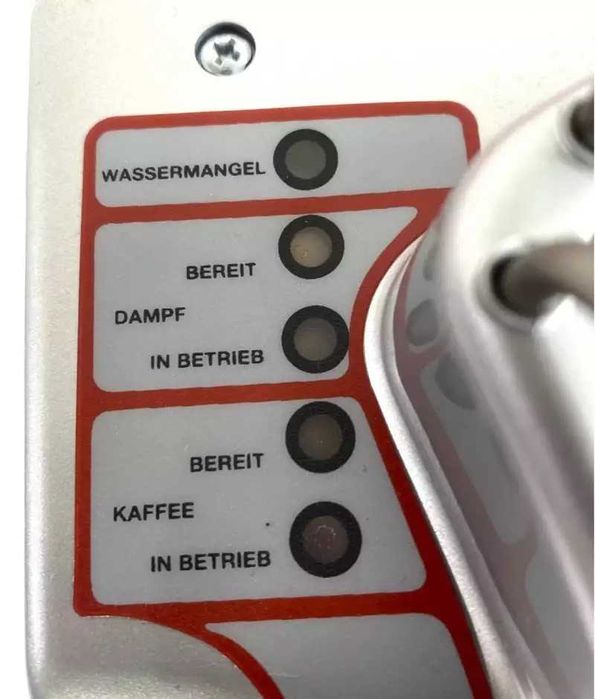 WASSERMANGEL
BEREIT
DAMPF
IN BETRIEB
BEREIT
KAFFEE
IN BETRIEB